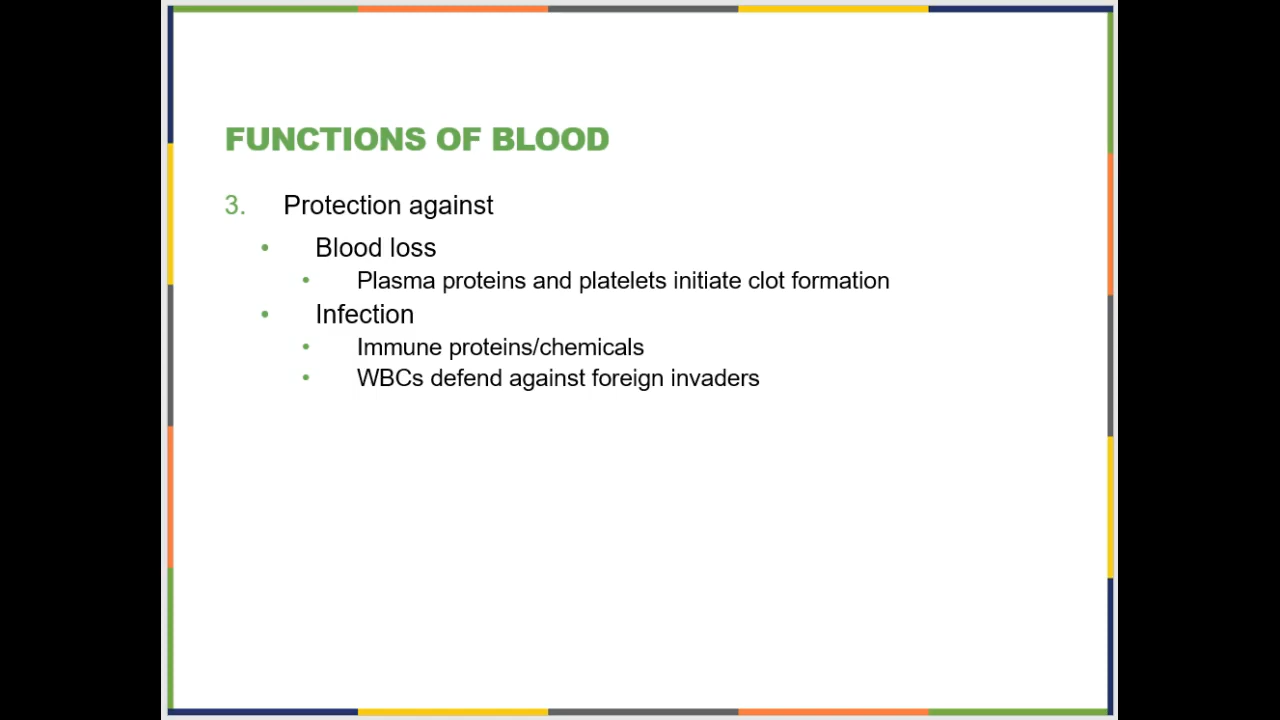 FUNCTIONS OF BLOOD
3. Protection against
• Blood loss
• Plasma proteins and platelets initiate clot formation
• Infection
• Immune proteins/chemicals
• WBCs defend against foreign invaders